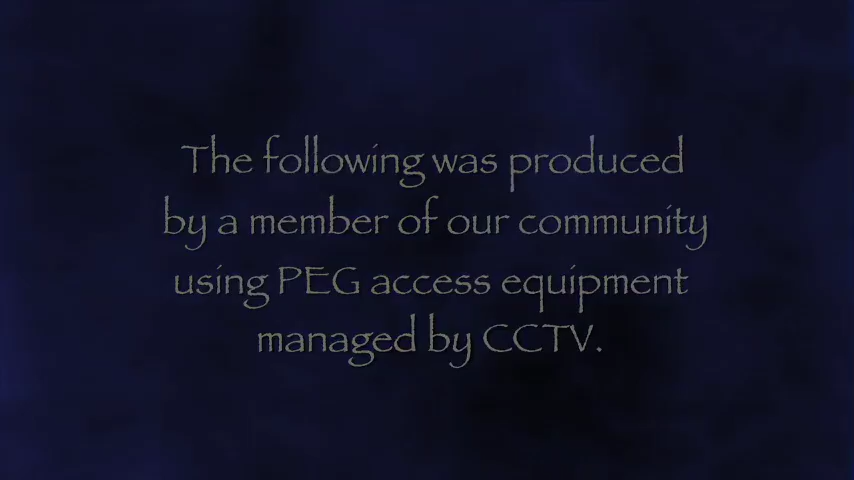 The following was produced
by a member of our community
using PEG access equipment
managed by CCTV.